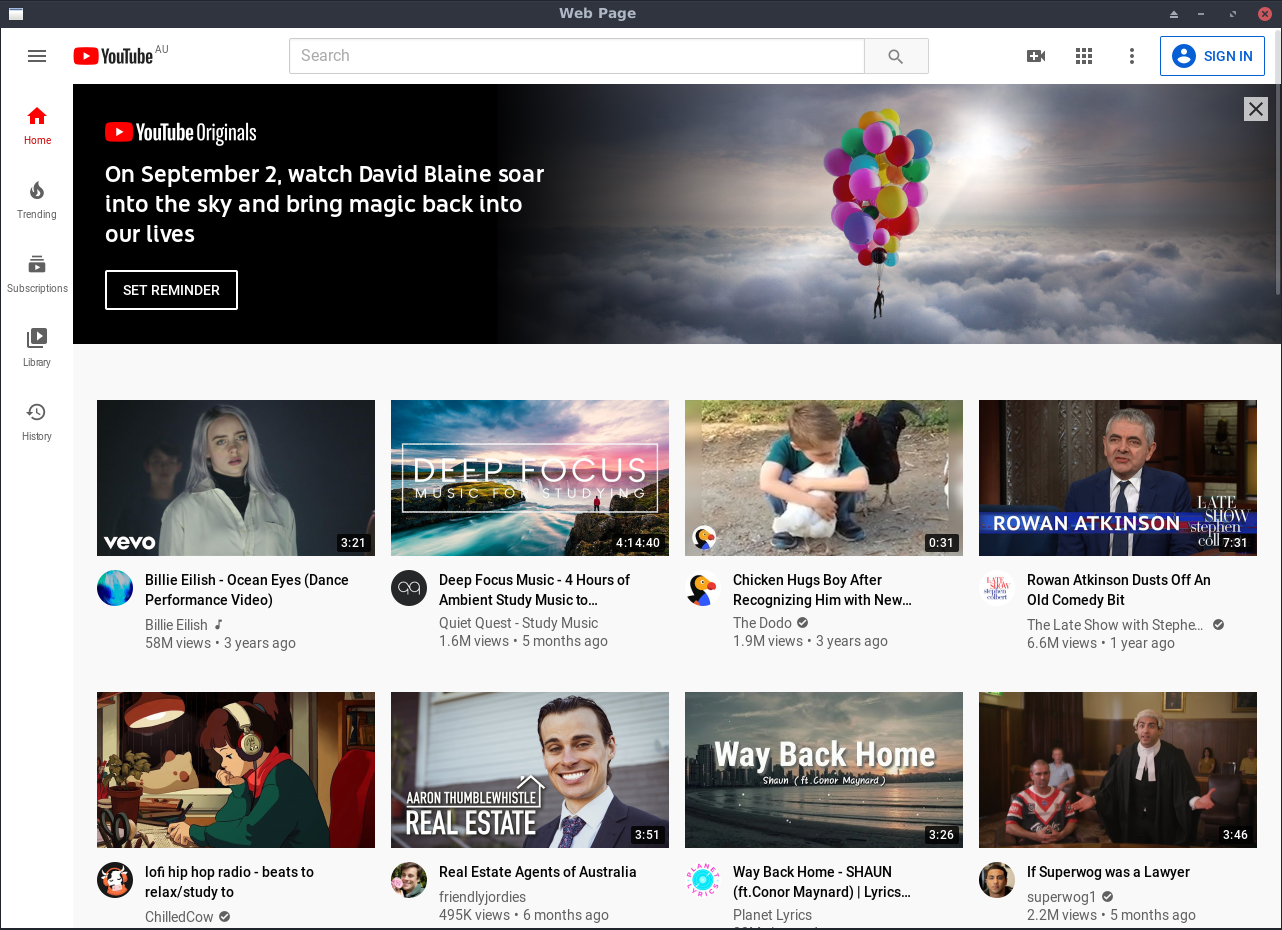 Web Page
YouTube AU
Search
SIGN IN
Home
Trending
Subscriptions
Library
History
YouTube Originals
On September 2, watch David Blaine soar
into the sky and bring magic back into
our lives
SET REMINDER
vevo
3:21
DEEP FOCUS
MUSIC FOR STUDYING
4:14:40
0:31
ROWAN ATKINSON
LATE
SHOW
stephen
7:31
Billie Eilish - Ocean Eyes (Dance
Performance Video)
Billie Eilish
58M views • 3 years ago
Deep Focus Music - 4 Hours of
Ambient Study Music to…
Quiet Quest - Study Music
1.6M views • 5 months ago
Chicken Hugs Boy After
Recognizing Him with New…
The Dodo
1.9M views • 3 years ago
LATE
SHOW
stephen
colbert
Rowan Atkinson Dusts Off An
Old Comedy Bit
The Late Show with Stephe…
6.6M views • 1 year ago
AARON THUMBLEWHISTLE
REAL ESTATE
3:51
Way Back Home
Shaun (ft.Conor Maynard)
3:26
3:46
lofi hip hop radio - beats to
relax/study to
ChilledCow
Real Estate Agents of Australia
friendlyjordies
495K views • 6 months ago
PLANET LYRICS
Way Back Home - SHAUN
(ft.Conor Maynard) | Lyrics…
Planet Lyrics
If Superwog was a Lawyer
superwog1
2.2M views • 5 months ago